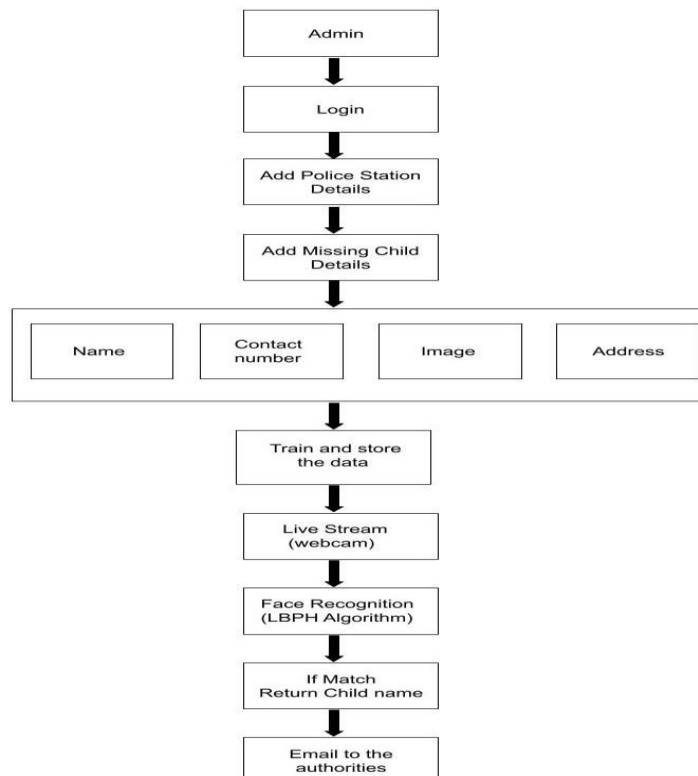 Admin
Login
Add Police Station
Details
Add Missing Child
Details
Name
Contact
number
Image
Address
Train and store
the data
Live Stream
(webcam)
Face Recognition
(LBPH Algorithm)
If Match
Return Child name
Email to the
authorities